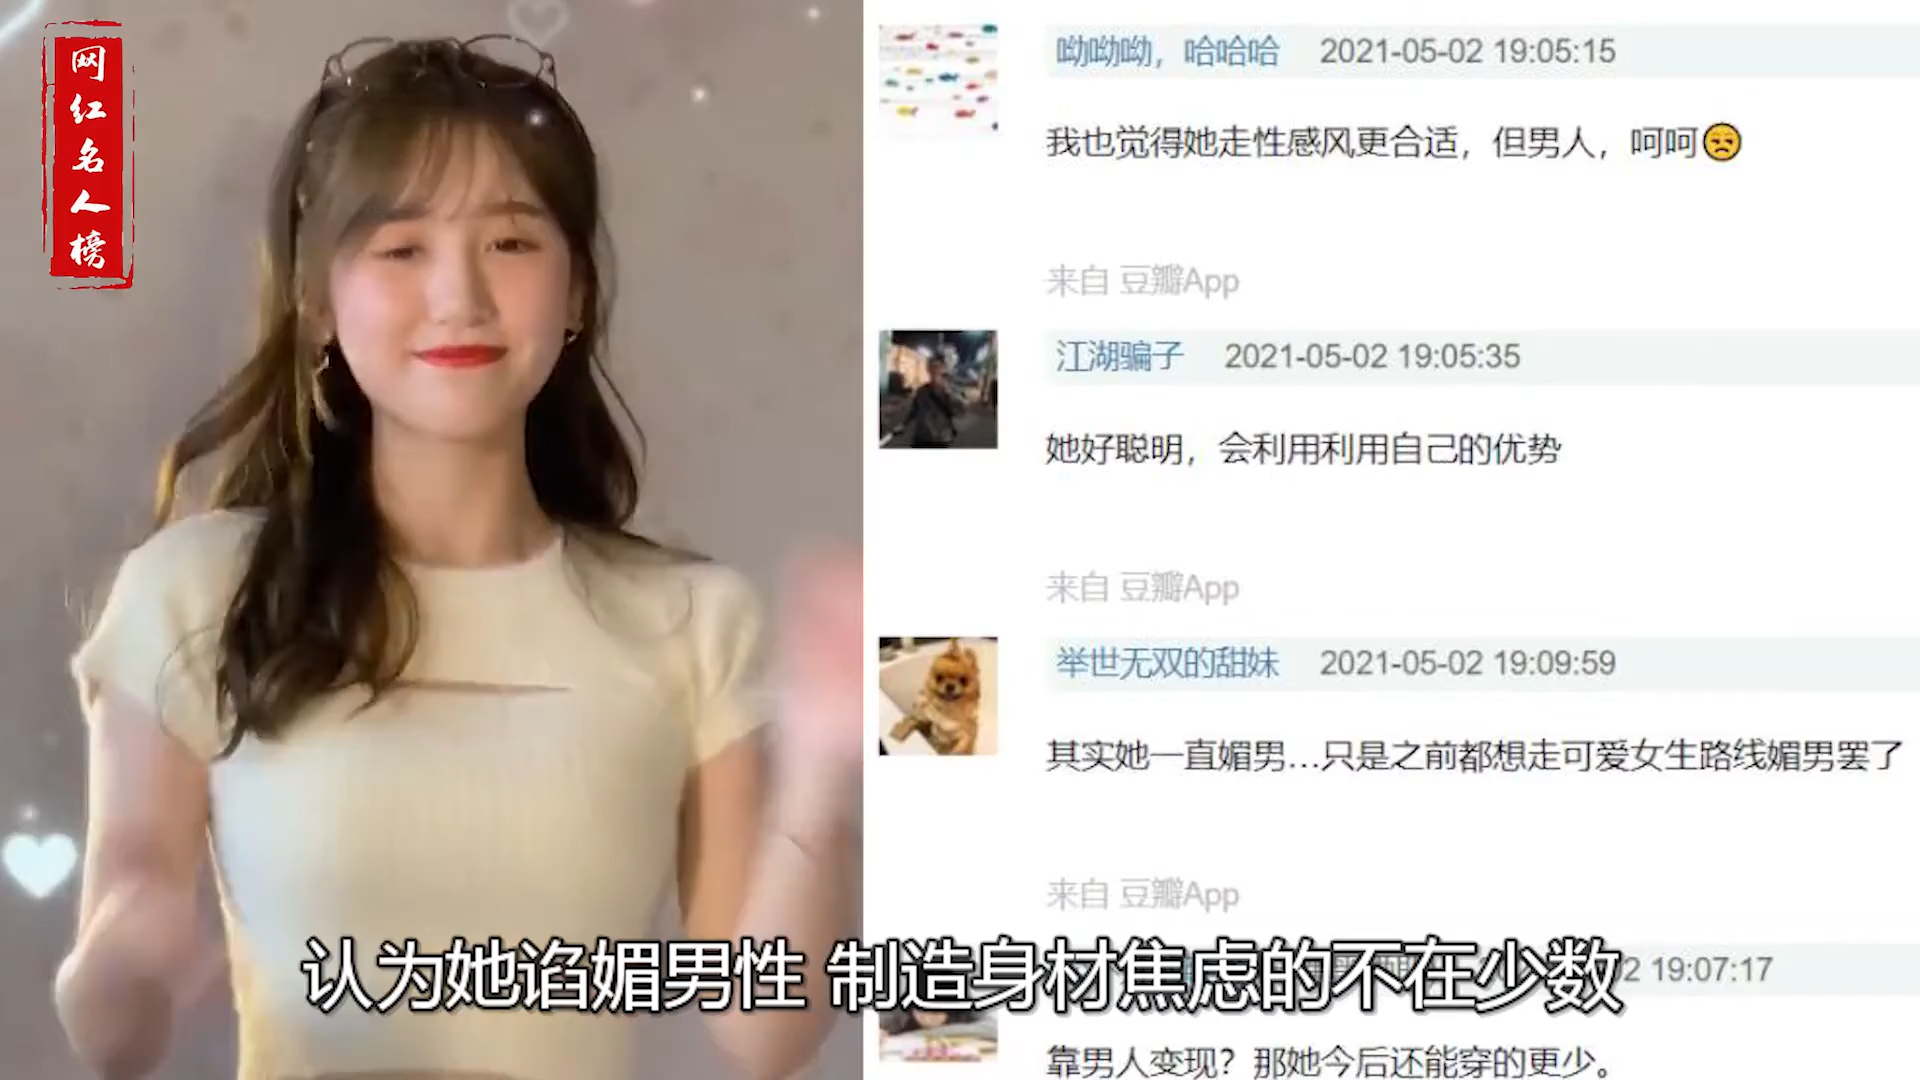 网红名人榜
呦呦呦，哈哈哈 2021-05-02 19:05:15
我也觉得她走性感风更合适，但男人，呵呵
来自 豆瓣App
江湖骗子 2021-05-02 19:05:35
她好聪明，会利用利用自己的优势
来自 豆瓣App
举世无双的甜妹 2021-05-02 19:09:59
其实她一直媚男…只是之前都想走可爱女生路线媚男罢了
来自 豆瓣App
2 19:07:17
认为她谄媚男性 制造身材焦虑的不在少数
靠男人变现？那她今后还能穿的更少。